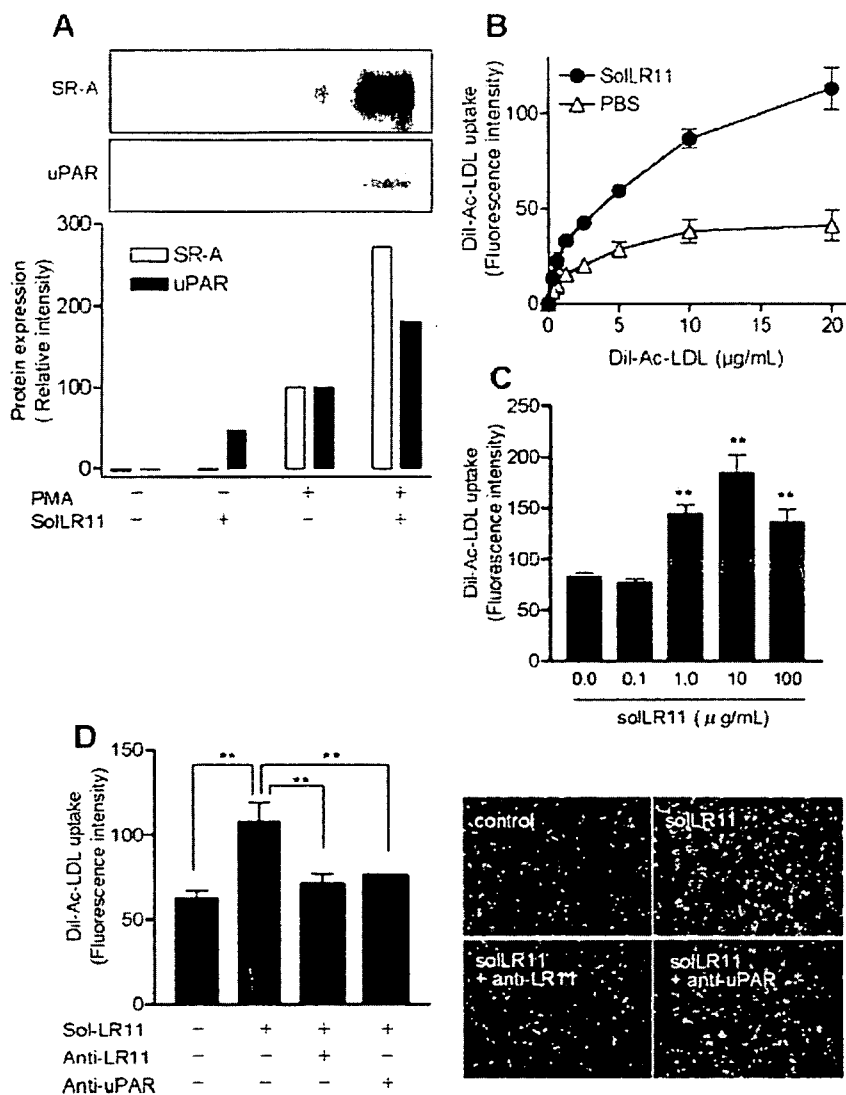 A
SR-A
uPAR
300
200
100
0
Protein expression
( Relative intensity)
SR-A
uPAR
PMA − − + +
SolLR11 − + − +
B
SolLR11
PBS
100
50
0
Dil-Ac-LDL uptake
(Fluorescence intensity)
0 5 10 15 20
Dil-Ac-LDL (µg/mL)
C
250
200
150
100
50
0
Dil-Ac-LDL uptake
(Fluorescence intensity)
** ** **
0.0 0.1 1.0 10 100
solLR11 ( µ g/mL)
D
150
100
50
0
Dil-Ac-LDL uptake
(Fluorescence intensity)
** ** **
Sol-LR11 − + + +
Anti-LR11 − − + −
Anti-uPAR − − − +
control
solLR11
solLR11
+ anti-LR11
solLR11
+ anti-uPAR